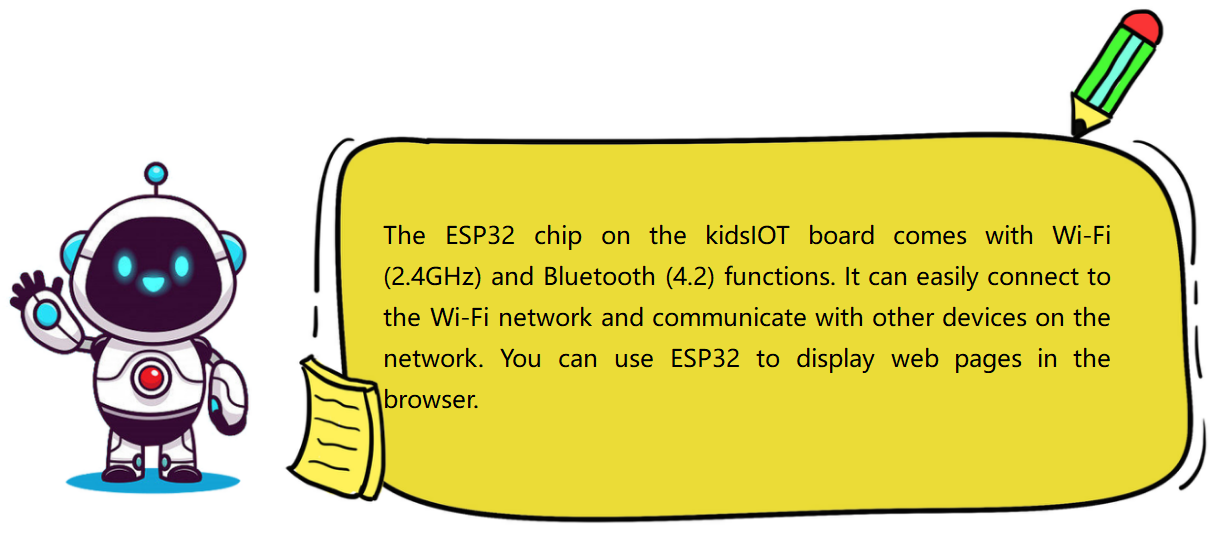 The ESP32 chip on the kidsIOT board comes with Wi-Fi
(2.4GHz) and Bluetooth (4.2) functions. It can easily connect to
the Wi-Fi network and communicate with other devices on the
network. You can use ESP32 to display web pages in the
browser.